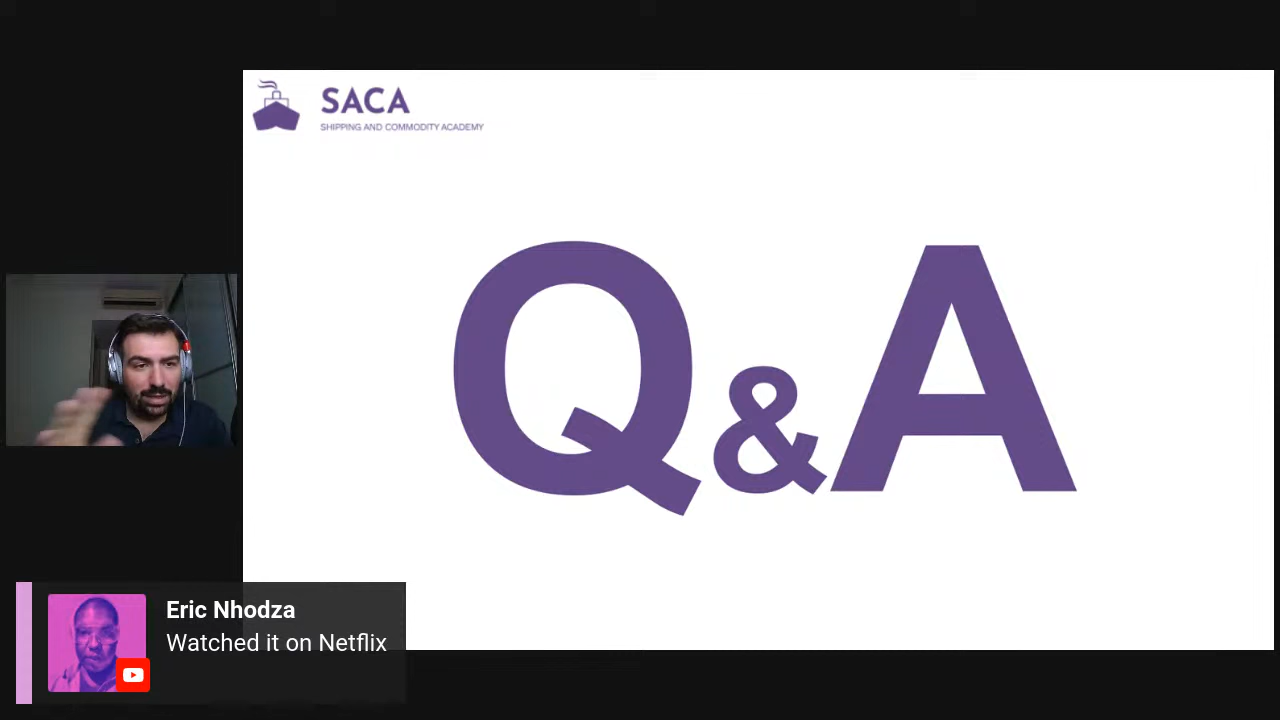 SACA
SHIPPING AND COMMODITY ACADEMY
Q&A
Eric Nhodza
Watched it on Netflix